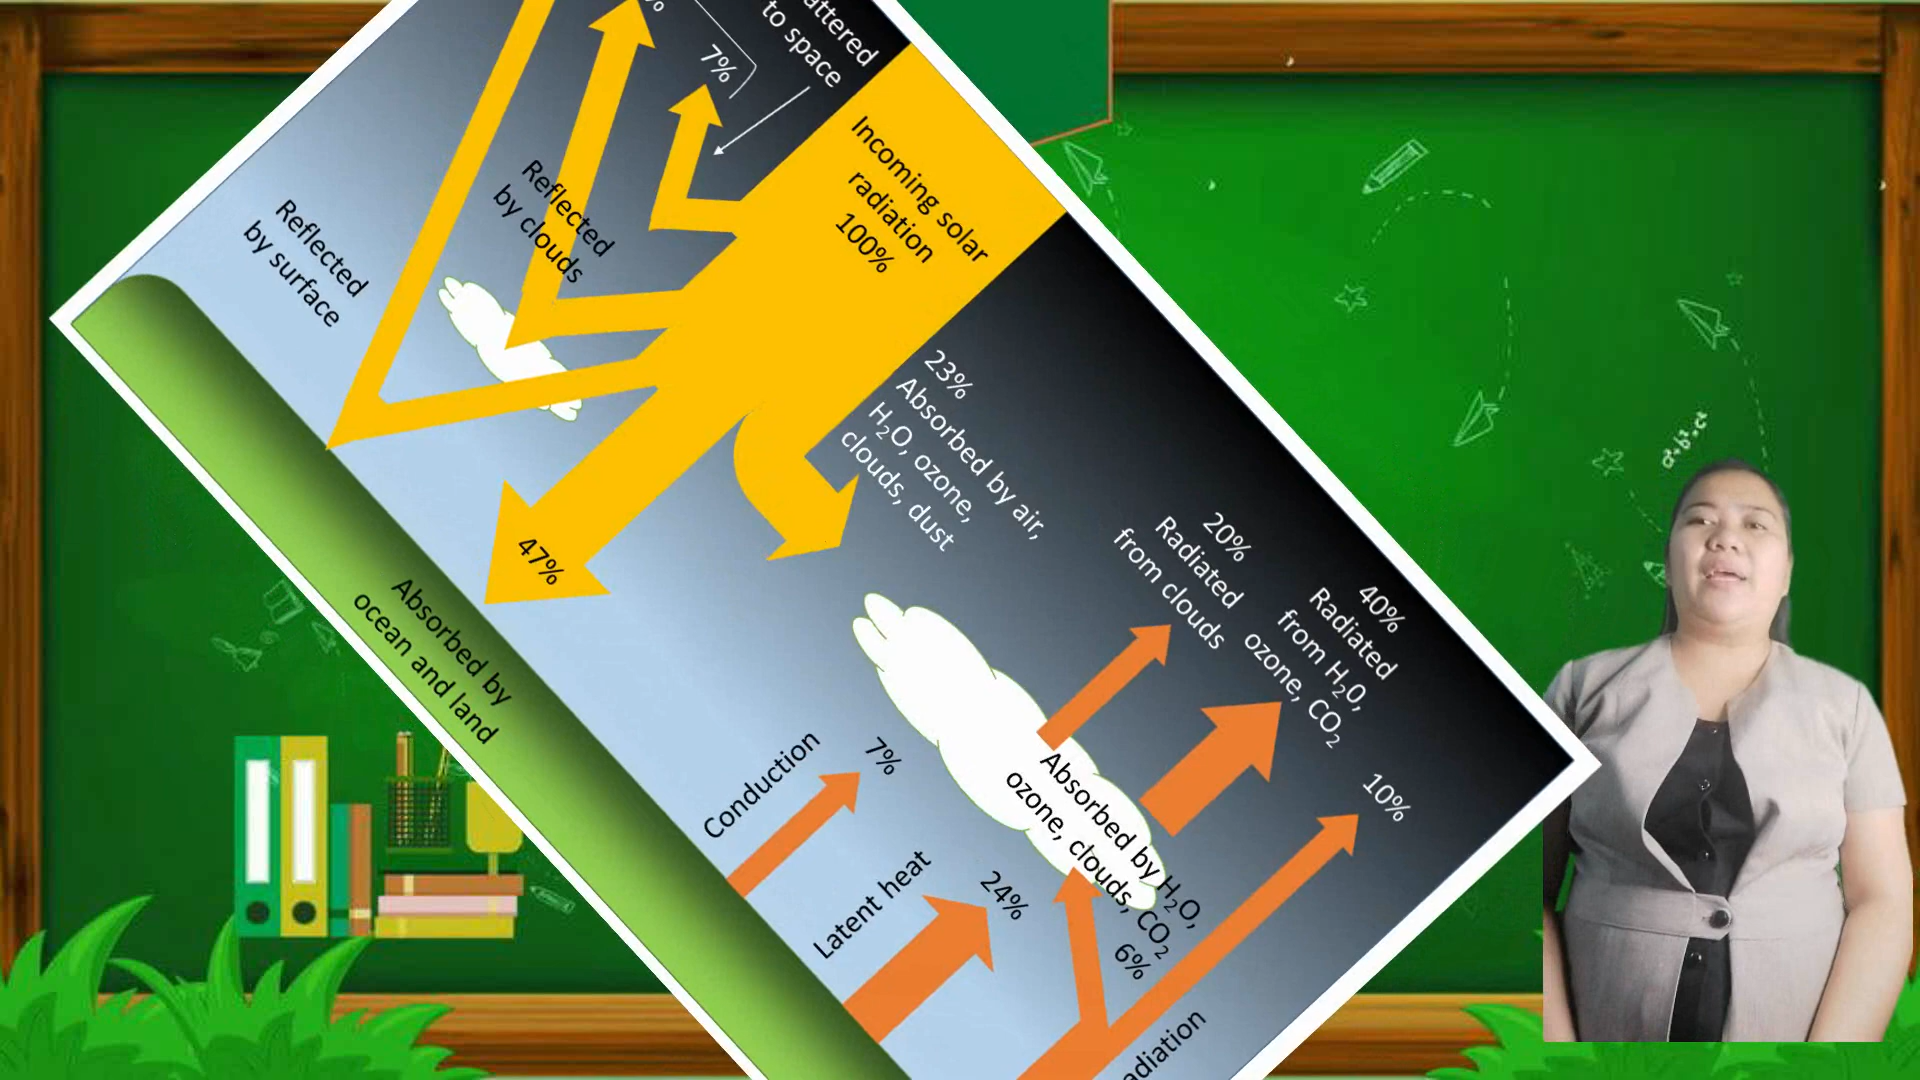 %
7%
to space
Incoming solar
radiation
100%
Reflected
by clouds
Reflected
by surface
23%
Absorbed by air,
H₂O, ozone,
clouds, dust
47%
Absorbed by
ocean and land
20%
Radiated
from clouds
40%
Radiated
from H₂O,
ozone, CO₂
Conduction
7%
Latent heat
24%
Absorbed by H₂O,
ozone, clouds, CO₂
6%
10%